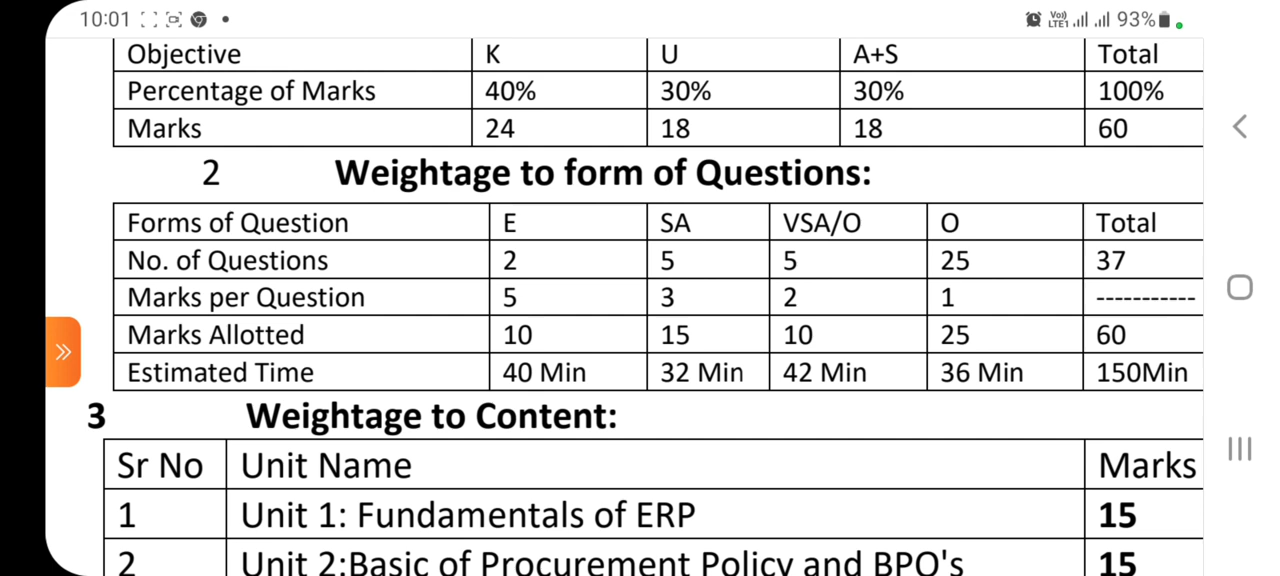 10:01 Vo)) LTE1 93%
Objective K U A+S Total
Percentage of Marks 40% 30% 30% 100%
Marks 24 18 18 60
2 Weightage to form of Questions:
Forms of Question E SA VSA/O O Total
No. of Questions 2 5 5 25 37
Marks per Question 5 3 2 1 -----------
Marks Allotted 10 15 10 25 60
Estimated Time 40 Min 32 Min 42 Min 36 Min 150Min
3 Weightage to Content:
Sr No Unit Name Marks
1 Unit 1: Fundamentals of ERP 15
2 Unit 2:Basic of Procurement Policy and BPO's 15